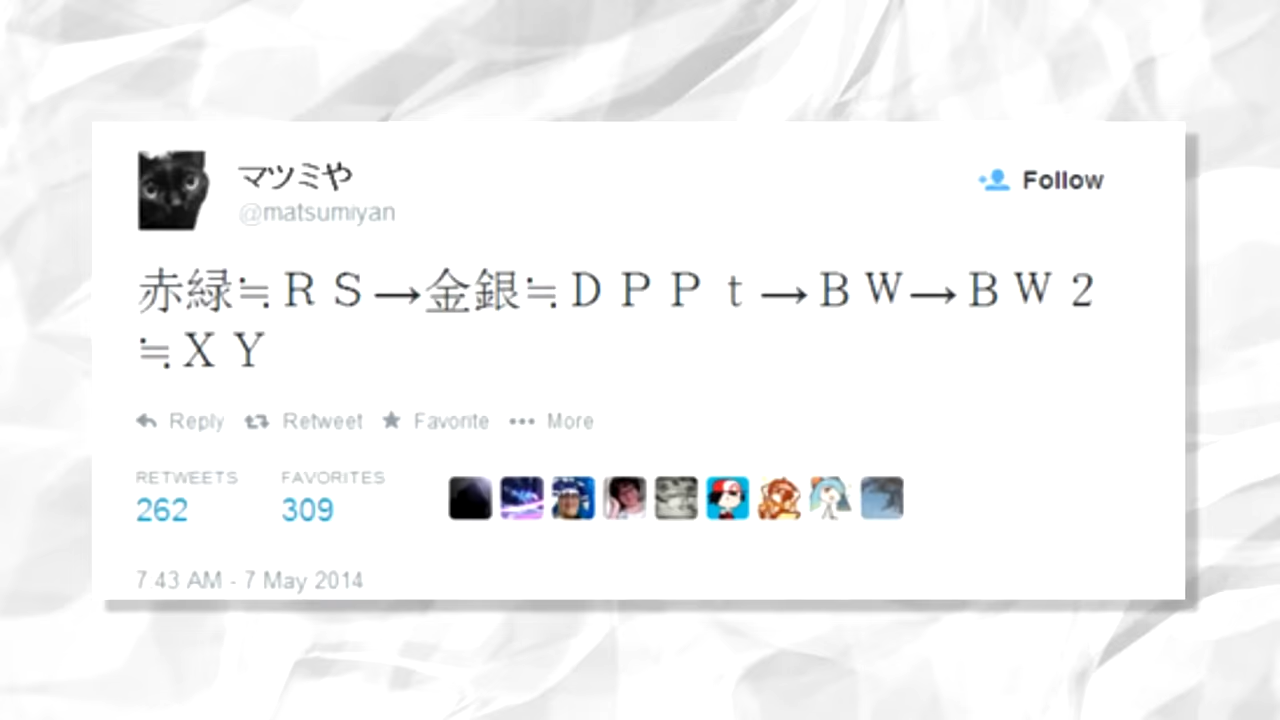 マツミや
@matsumiyan
Follow
赤緑≒ＲＳ→金銀≒ＤＰＰｔ→ＢＷ→ＢＷ２
≒ＸＹ
Reply Retweet Favorite More
RETWEETS FAVORITES
262 309
7:43 AM - 7 May 2014